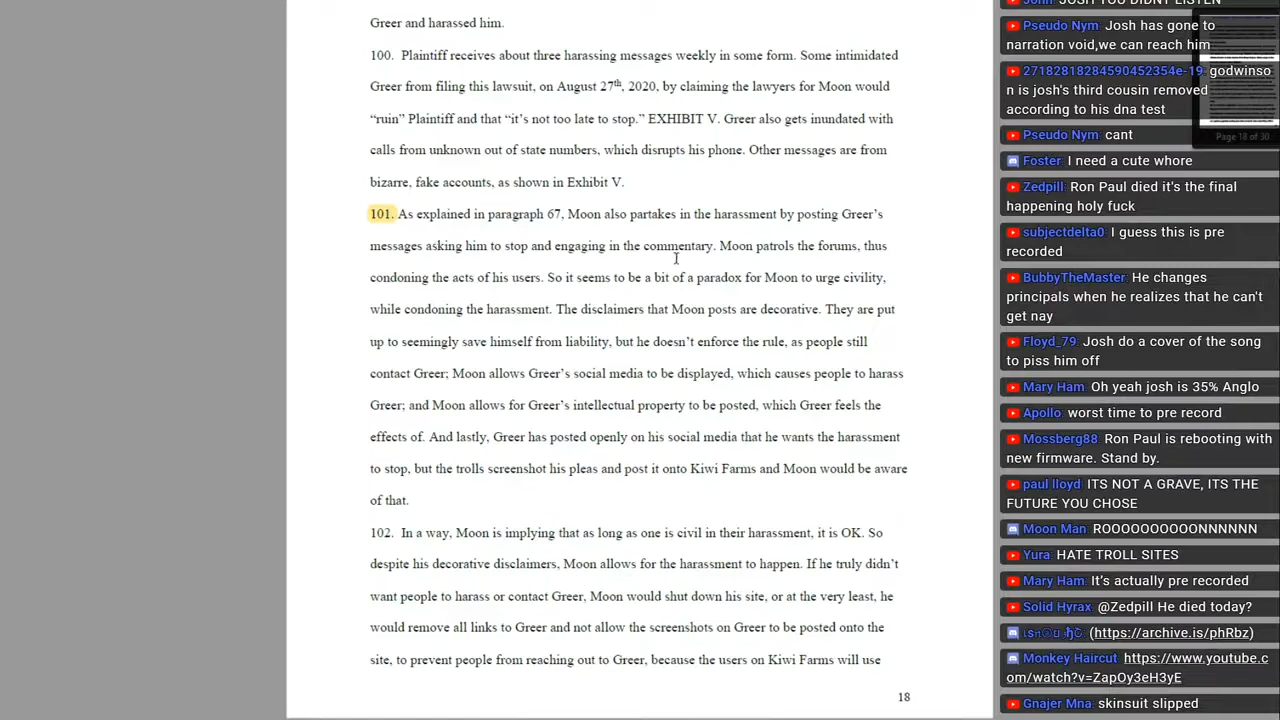 Greer and harassed him.
100. Plaintiff receives about three harassing messages weekly in some form. Some intimidated
Greer from filing this lawsuit, on August 27th, 2020, by claiming the lawyers for Moon would
“ruin” Plaintiff and that “it’s not too late to stop.” EXHIBIT V. Greer also gets inundated with
calls from unknown out of state numbers, which disrupts his phone. Other messages are from
bizarre, fake accounts, as shown in Exhibit V.
101. As explained in paragraph 67, Moon also partakes in the harassment by posting Greer’s
messages asking him to stop and engaging in the commentary. Moon patrols the forums, thus
condoning the acts of his users. So it seems to be a bit of a paradox for Moon to urge civility,
while condoning the harassment. The disclaimers that Moon posts are decorative. They are put
up to seemingly save himself from liability, but he doesn’t enforce the rule, as people still
contact Greer; Moon allows Greer’s social media to be displayed, which causes people to harass
Greer; and Moon allows for Greer’s intellectual property to be posted, which Greer feels the
effects of. And lastly, Greer has posted openly on his social media that he wants the harassment
to stop, but the trolls screenshot his pleas and post it onto Kiwi Farms and Moon would be aware
of that.
102. In a way, Moon is implying that as long as one is civil in their harassment, it is OK. So
despite his decorative disclaimers, Moon allows for the harassment to happen. If he truly didn’t
want people to harass or contact Greer, Moon would shut down his site, or at the very least, he
would remove all links to Greer and not allow the screenshots on Greer to be posted onto the
site, to prevent people from reaching out to Greer, because the users on Kiwi Farms will use
18
John: JOSH YOU DIDNT LISTEN
Pseudo Nym: Josh has gone to
narration void,we can reach him
2718281828459045 2354e-19: godwinso
n is josh's third cousin removed
according to his dna test
Page 18 of 30
Pseudo Nym: cant
Foster: I need a cute whore
Zedpill: Ron Paul died it's the final
happening holy fuck
subjectdelta0: I guess this is pre
recorded
BubbyTheMaster: He changes
principals when he realizes that he can't
get nay
Floyd_79: Josh do a cover of the song
to piss him off
Mary Ham: Oh yeah josh is 35% Anglo
Apollo: worst time to pre record
Mossberg88: Ron Paul is rebooting with
new firmware. Stand by.
paul lloyd: ITS NOT A GRAVE, ITS THE
FUTURE YOU CHOSE
Moon Man: ROOOOOOOOONNNNNN
Yura: HATE TROLL SITES
Mary Ham: It's actually pre recorded
Solid Hyrax: @Zedpill He died today?
(https://archive.is/phRbz)
Monkey Haircut: https://www.youtube.c
om/watch?v=ZapOy3eH3yE
Gnajer Mna: skinsuit slipped